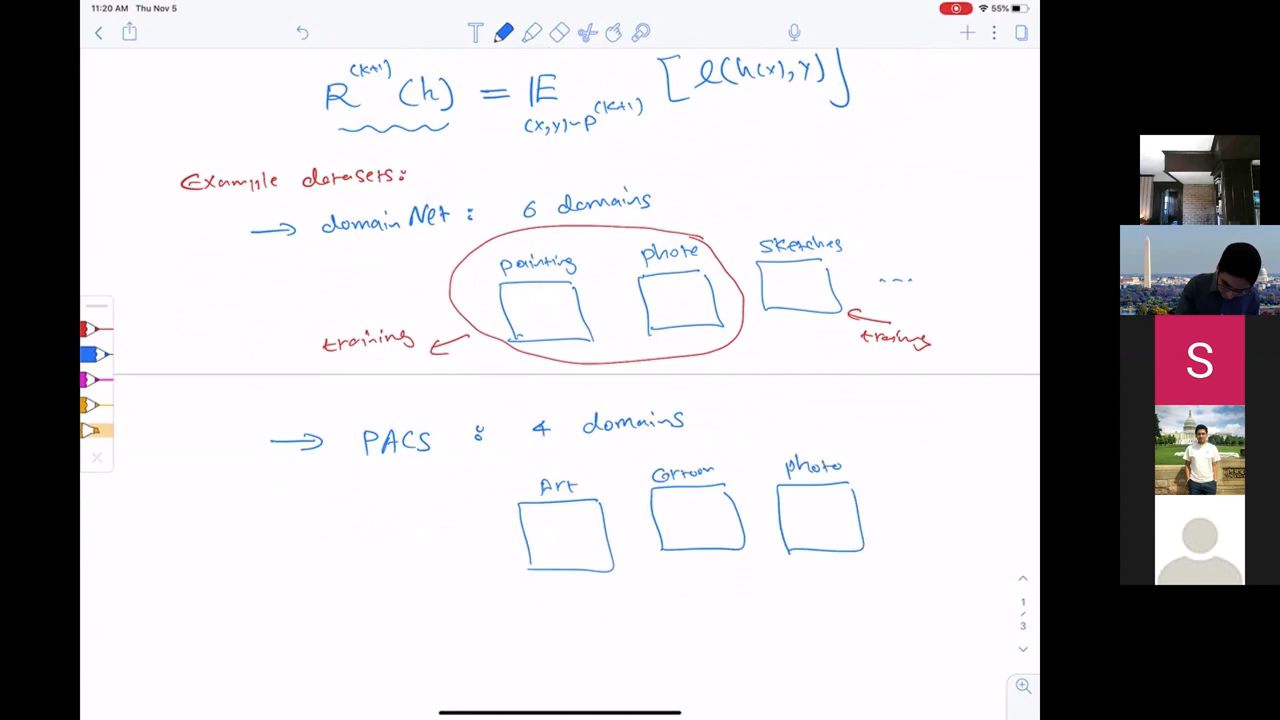 11:20 AM Thu Nov 5
55%
R^(k+1) (h) = 𝔼_(x,y)~P^(k+1) [ℓ(h(x), y)]
Example datasets:
→ domainNet : 6 domains
painting photo sketches ...
training training
→ PACS : 4 domains
Art Cartoon photo
1
/
3
S